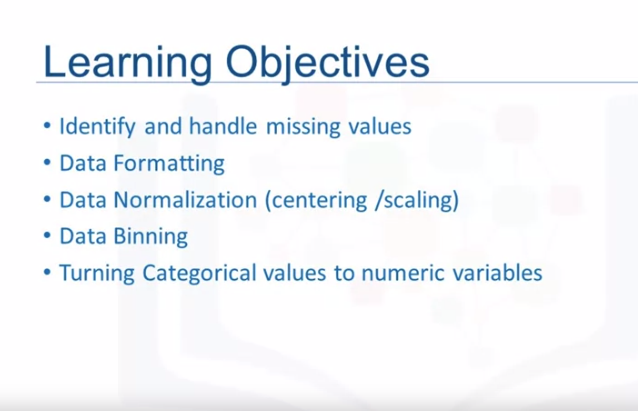 Learning Objectives
• Identify and handle missing values
• Data Formatting
• Data Normalization (centering /scaling)
• Data Binning
• Turning Categorical values to numeric variables